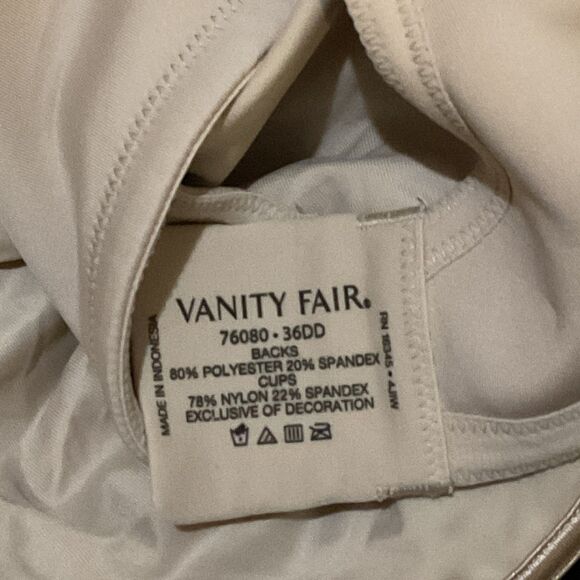 VANITY FAIR®
76080 • 36DD
BACKS
80% POLYESTER 20% SPANDEX
CUPS
78% NYLON 22% SPANDEX
EXCLUSIVE OF DECORATION
MADE IN INDONESIA